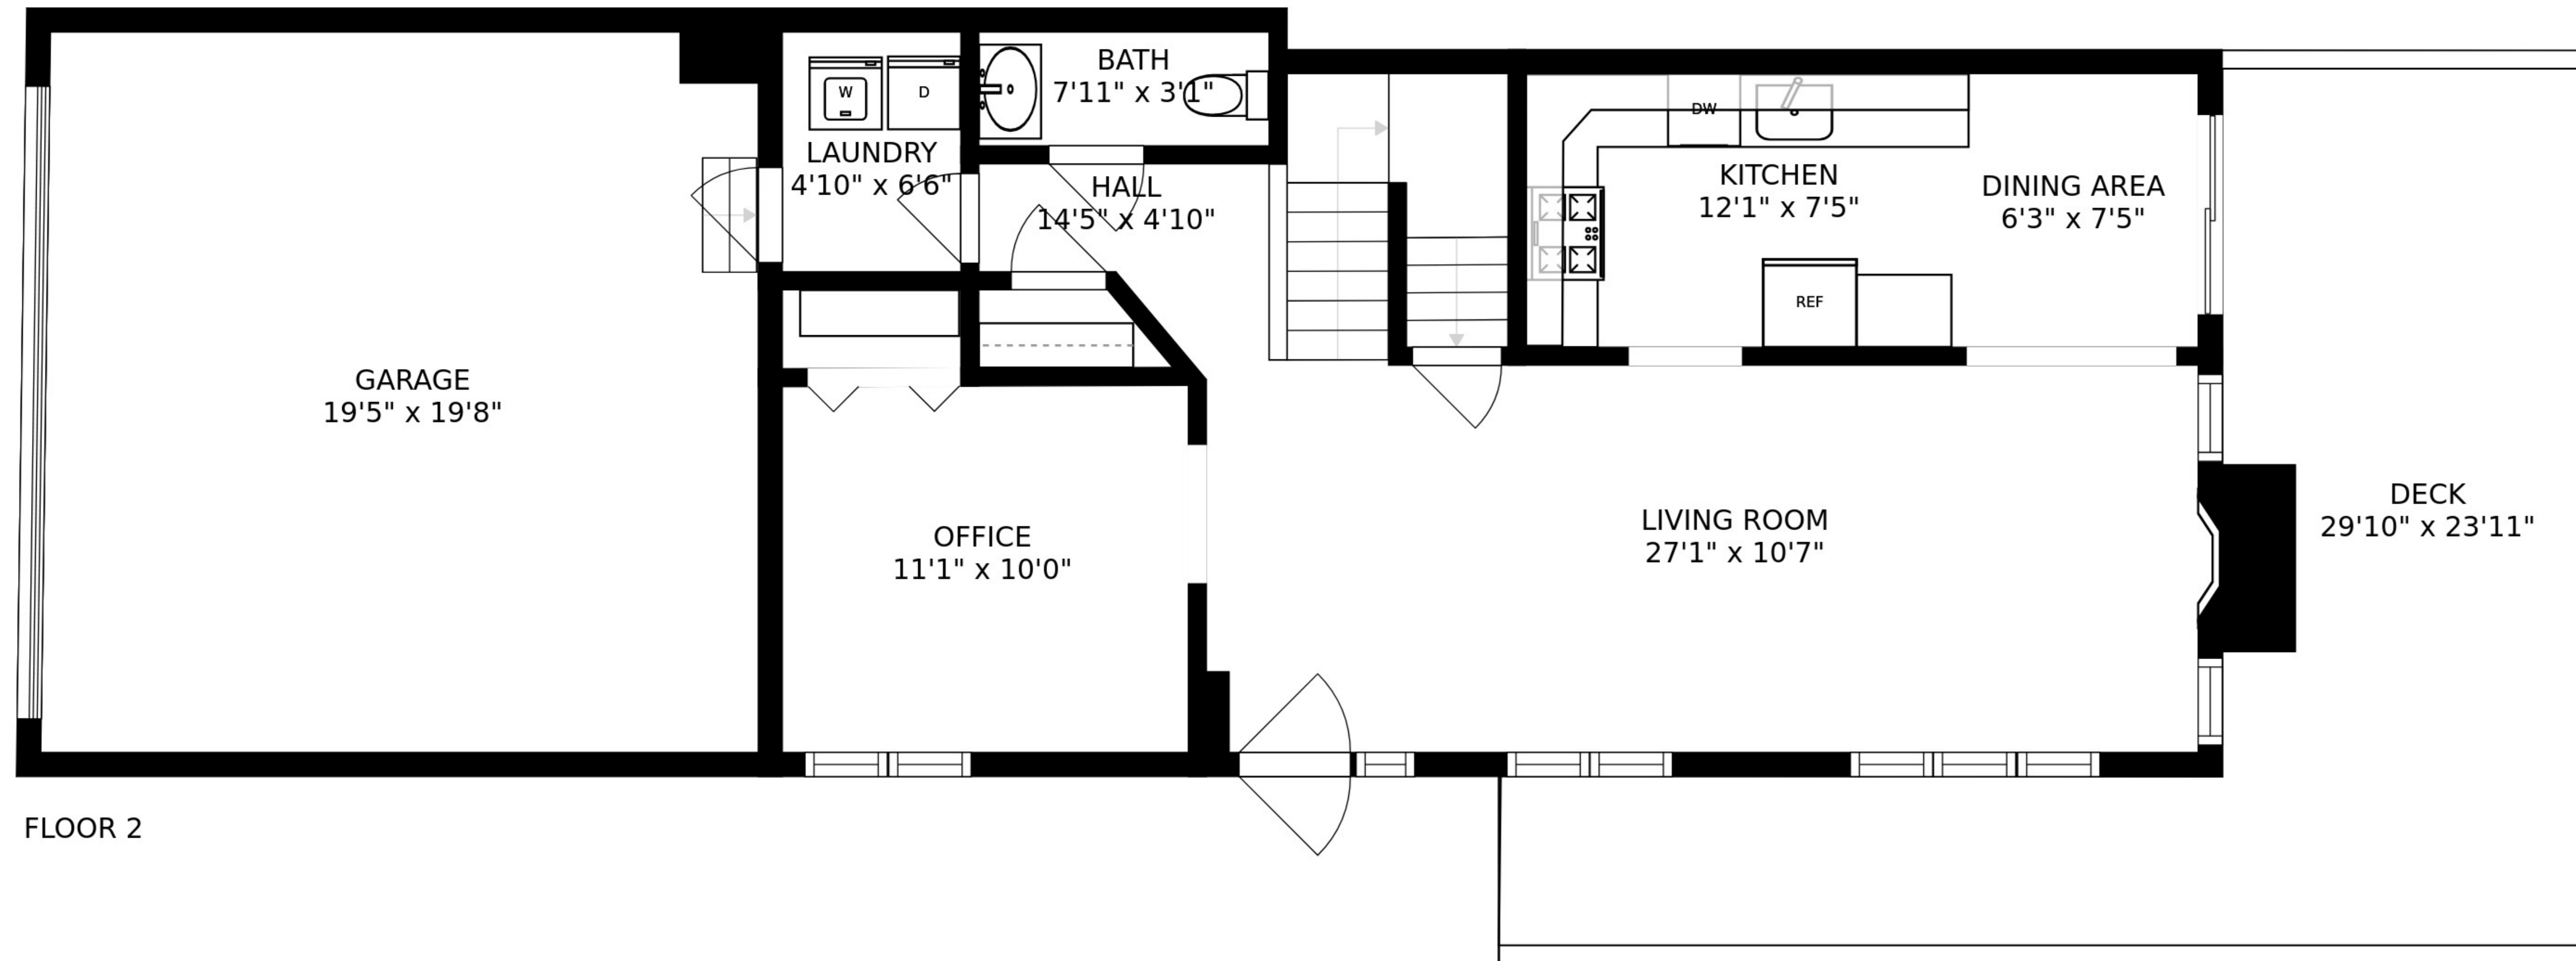 BATH
7'11" x 3'1"
W
D
DW
LAUNDRY
4'10" x 6'6"
HALL
14'5" x 4'10"
KITCHEN
12'1" x 7'5"
DINING AREA
6'3" x 7'5"
REF
GARAGE
19'5" x 19'8"
OFFICE
11'1" x 10'0"
LIVING ROOM
27'1" x 10'7"
DECK
29'10" x 23'11"
FLOOR 2